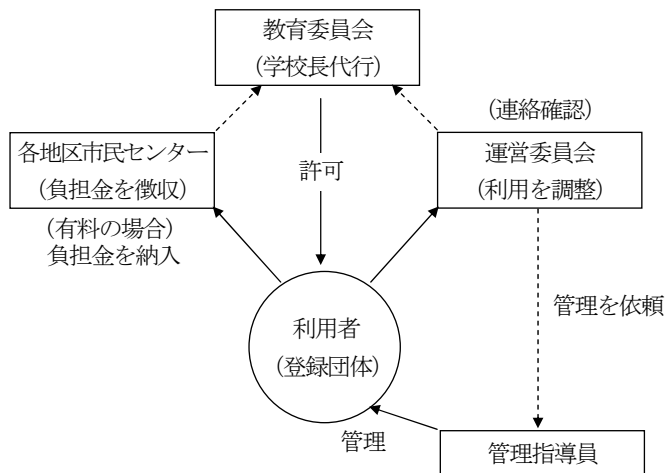 教育委員会
(学校長代行)
(連絡確認)
各地区市民センター
(負担金を徴収)
運営委員会
(利用を調整)
許可
(有料の場合)
負担金を納入
管理を依頼
利用者
(登録団体)
管理
管理指導員